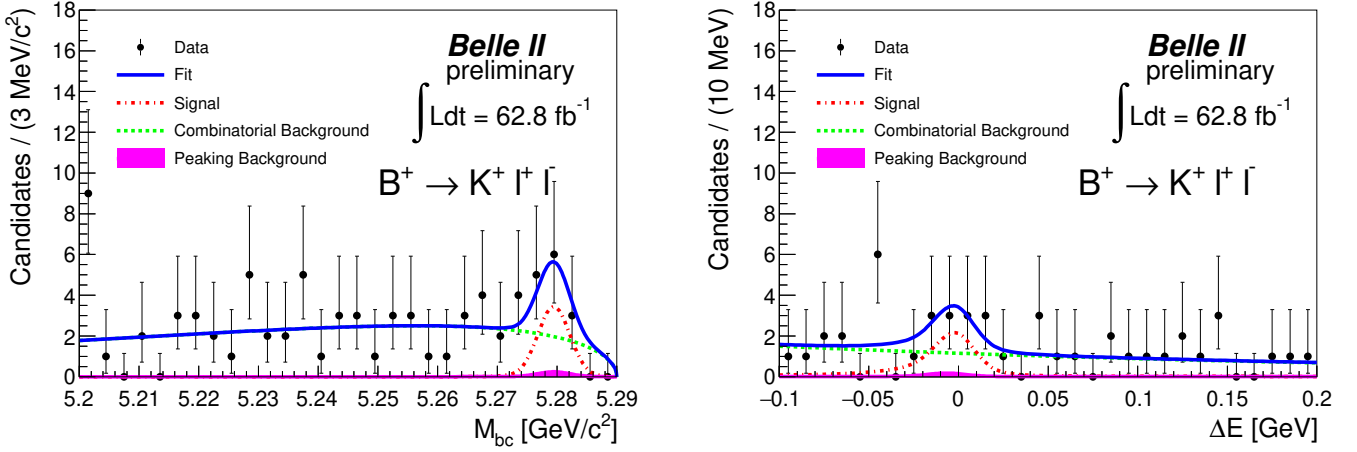 Candidates / (3 MeV/c²)
18
16
14
12
10
8
6
4
2
0
Data
Fit
Signal
Combinatorial Background
Peaking Background
Belle II
preliminary
∫ Ldt = 62.8 fb⁻¹
B⁺ → K⁺ l⁺ l⁻
5.2 5.21 5.22 5.23 5.24 5.25 5.26 5.27 5.28 5.29
M_bc [GeV/c²]
Candidates / (10 MeV)
18
16
14
12
10
8
6
4
2
0
Data
Fit
Signal
Combinatorial Background
Peaking Background
Belle II
preliminary
∫ Ldt = 62.8 fb⁻¹
B⁺ → K⁺ l⁺ l⁻
−0.1 −0.05 0 0.05 0.1 0.15 0.2
ΔE [GeV]